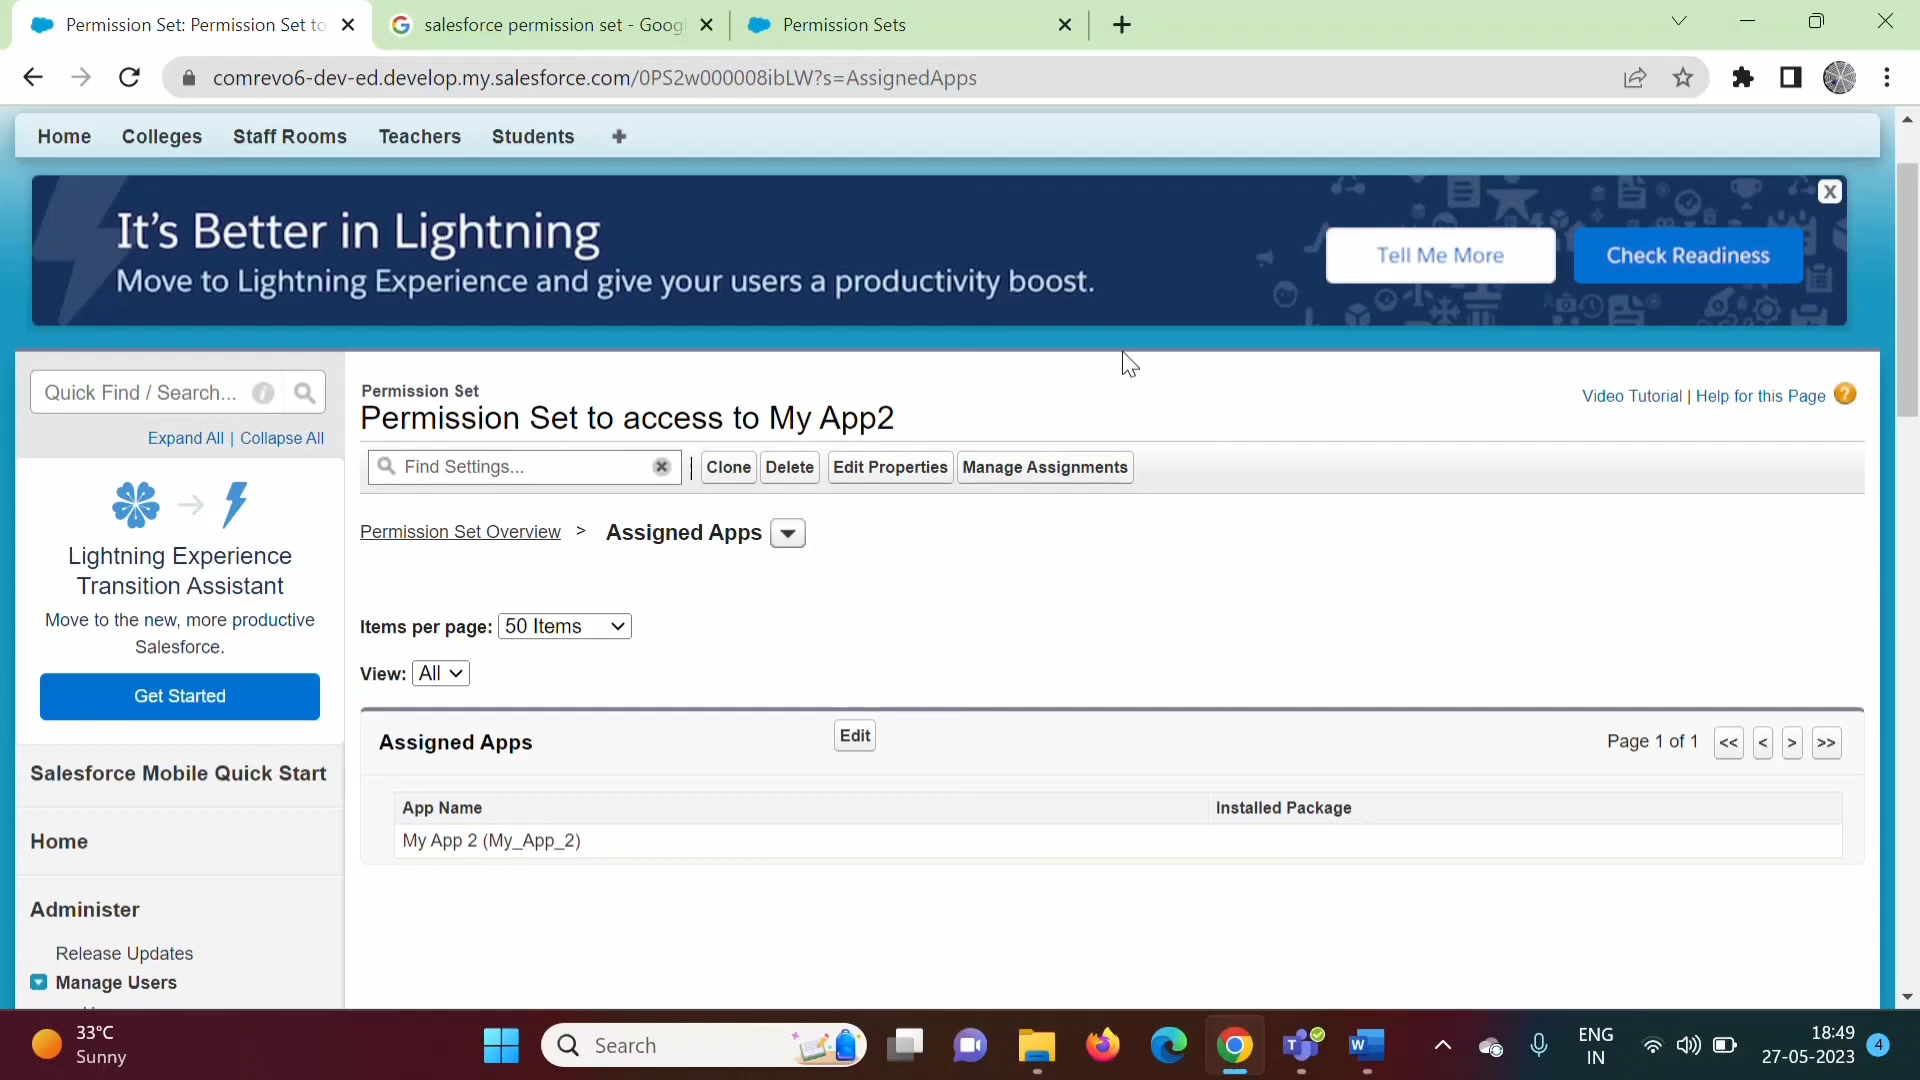 Permission Set: Permission Set to
salesforce permission set - Goog
Permission Sets
comrevo6-dev-ed.develop.my.salesforce.com/0PS2w000008ibLW?s=AssignedApps
Home Colleges Staff Rooms Teachers Students
It's Better in Lightning
Move to Lightning Experience and give your users a productivity boost.
Tell Me More
Check Readiness
X
Quick Find / Search...
Expand All | Collapse All
Lightning Experience
Transition Assistant
Move to the new, more productive
Salesforce.
Get Started
Salesforce Mobile Quick Start
Home
Administer
Release Updates
Manage Users
Permission Set
Permission Set to access to My App2
Video Tutorial | Help for this Page
Find Settings...
Clone
Delete
Edit Properties
Manage Assignments
Permission Set Overview > Assigned Apps
Items per page: 50 Items
View: All
Assigned Apps
Edit
Page 1 of 1 << < > >>
App Name Installed Package
My App 2 (My_App_2)
33°C
Sunny
Search
ENG
IN
18:49
27-05-2023
4